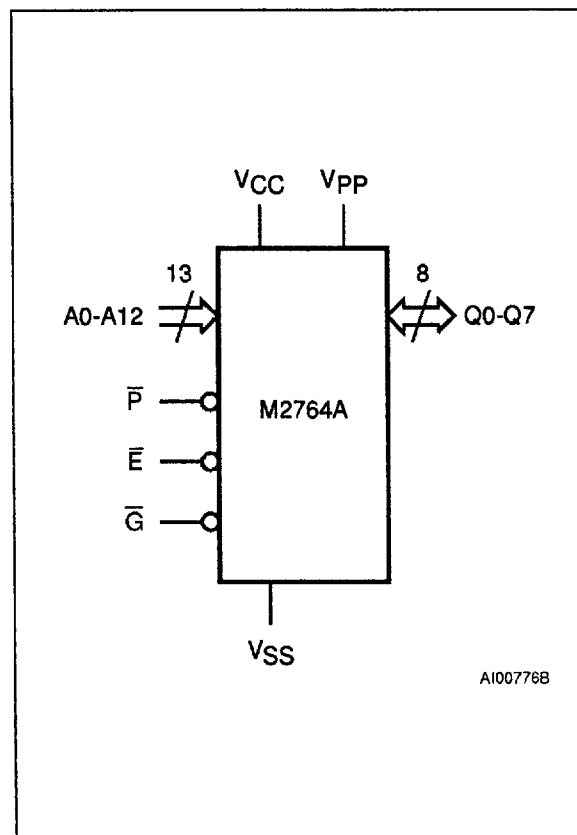 VCC VPP
13 8
A0-A12 Q0-Q7
P̅
M2764A
E̅
G̅
VSS
AI00776B